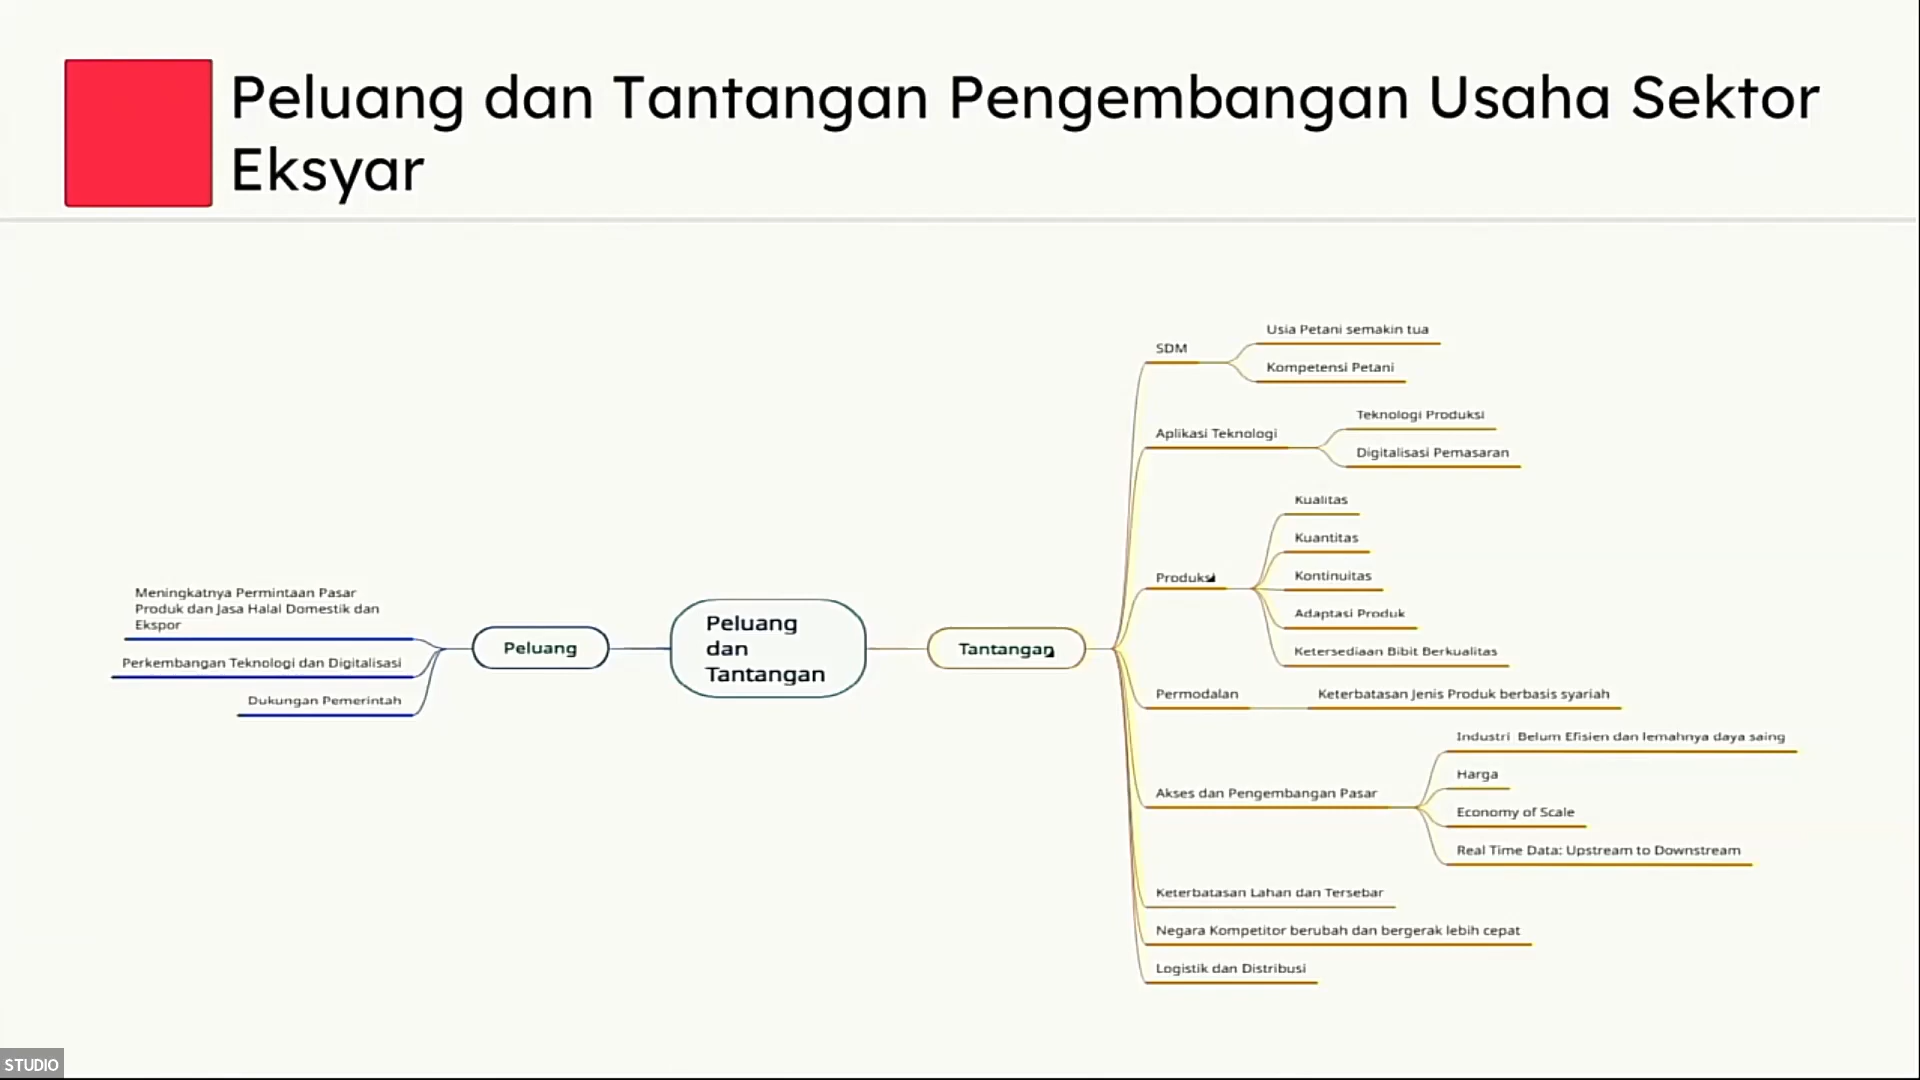 Peluang dan Tantangan Pengembangan Usaha Sektor
Eksyar
Meningkatnya Permintaan Pasar
Produk dan Jasa Halal Domestik dan
Ekspor
Perkembangan Teknologi dan Digitalisasi
Dukungan Pemerintah
Peluang
Peluang
dan
Tantangan
Tantangan
SDM
Usia Petani semakin tua
Kompetensi Petani
Aplikasi Teknologi
Teknologi Produksi
Digitalisasi Pemasaran
Produksi
Kualitas
Kuantitas
Kontinuitas
Adaptasi Produk
Ketersediaan Bibit Berkualitas
Permodalan
Keterbatasan Jenis Produk berbasis syariah
Akses dan Pengembangan Pasar
Industri Belum Efisien dan lemahnya daya saing
Harga
Economy of Scale
Real Time Data: Upstream to Downstream
Keterbatasan Lahan dan Tersebar
Negara Kompetitor berubah dan bergerak lebih cepat
Logistik dan Distribusi
STUDIO